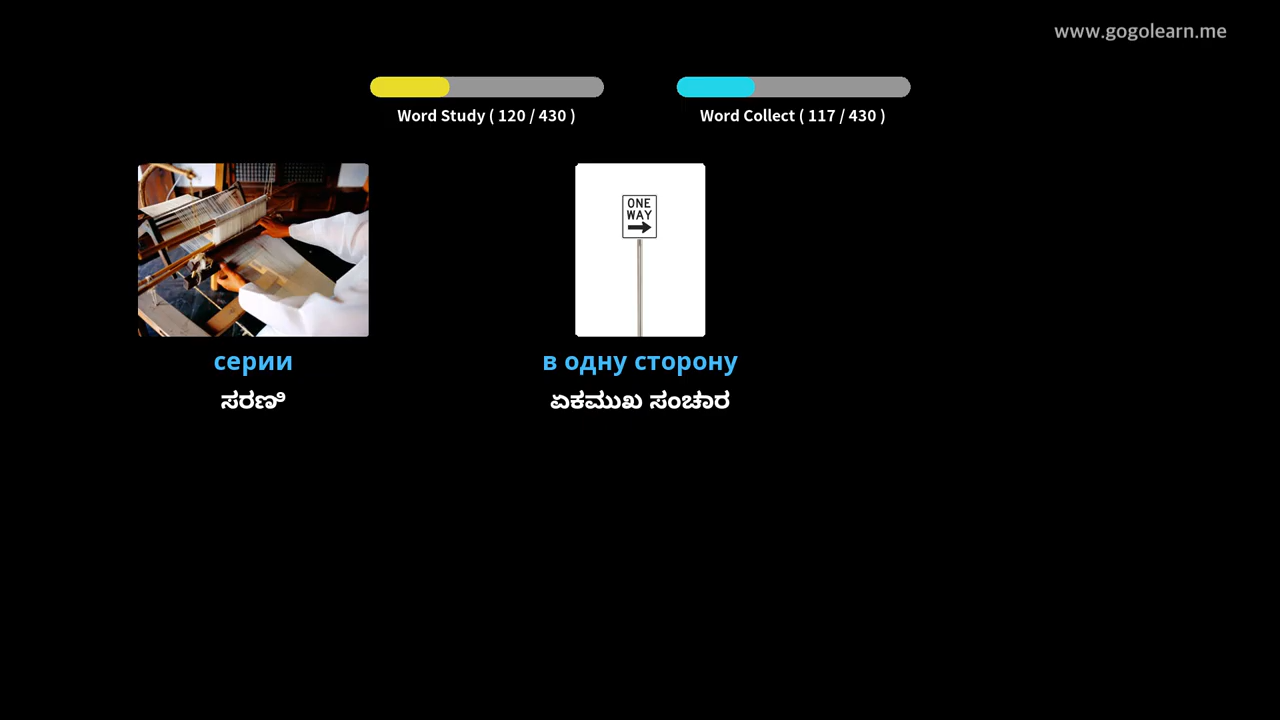 www.gogolearn.me
Word Study ( 120 / 430 )
Word Collect ( 117 / 430 )
ONE
WAY
серии
в одну сторону
ಸರಣಿ
ಏಕಮುಖ ಸಂಚಾರ